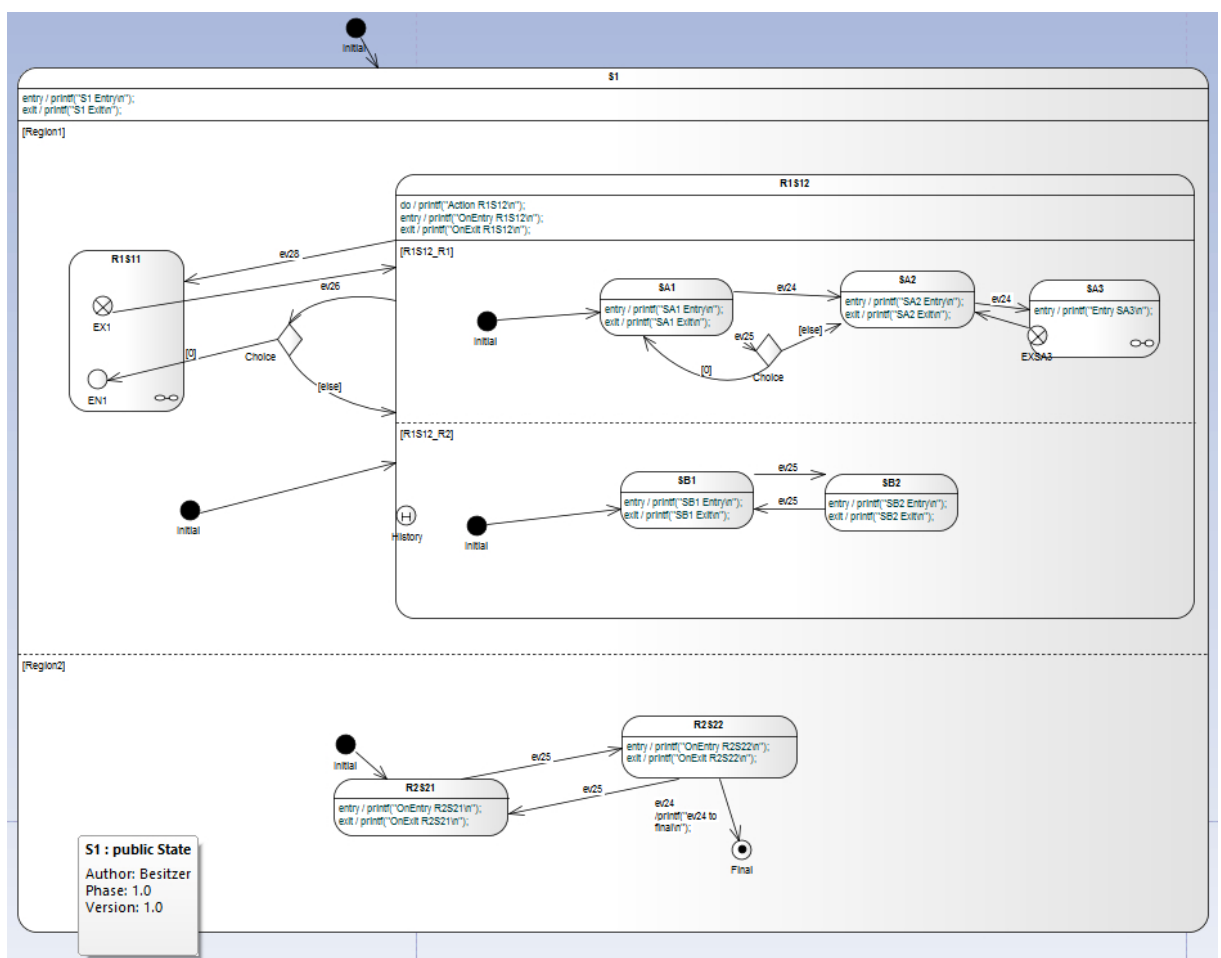 Initial
S1
entry / printf("S1 Entry\n");
exit / printf("S1 Exit\n");
[Region1]
R1S12
do / printf("Action R1S12\n");
entry / printf("OnEntry R1S12\n");
exit / printf("OnExit R1S12\n");
[R1S12_R1]
R1S11
EX1
EN1
ev28
ev26
Choice
[0]
[else]
Initial
SA1
entry / printf("SA1 Entry\n");
exit / printf("SA1 Exit\n");
ev24
SA2
entry / printf("SA2 Entry\n");
exit / printf("SA2 Exit\n");
ev24
SA3
entry / printf("Entry SA3\n");
EXSA3
ev25
[else]
[0]
Choice
[R1S12_R2]
Initial
History
Initial
SB1
entry / printf("SB1 Entry\n");
exit / printf("SB1 Exit\n");
ev25
ev25
SB2
entry / printf("SB2 Entry\n");
exit / printf("SB2 Exit\n");
[Region2]
Initial
R2S21
entry / printf("OnEntry R2S21\n");
exit / printf("OnExit R2S21\n");
ev25
ev25
R2S22
entry / printf("OnEntry R2S22\n");
exit / printf("OnExit R2S22\n");
ev24
/printf("ev24 to
final\n");
Final
S1 : public State
Author: Besitzer
Phase: 1.0
Version: 1.0